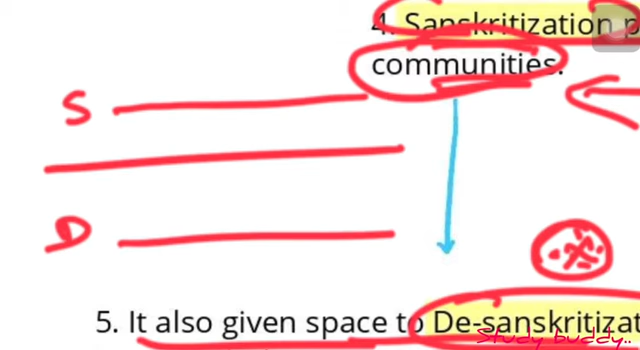 4. Sanskritization p
communities.
S
D
5. It also given space to De-sanskritizat
Study buddy..